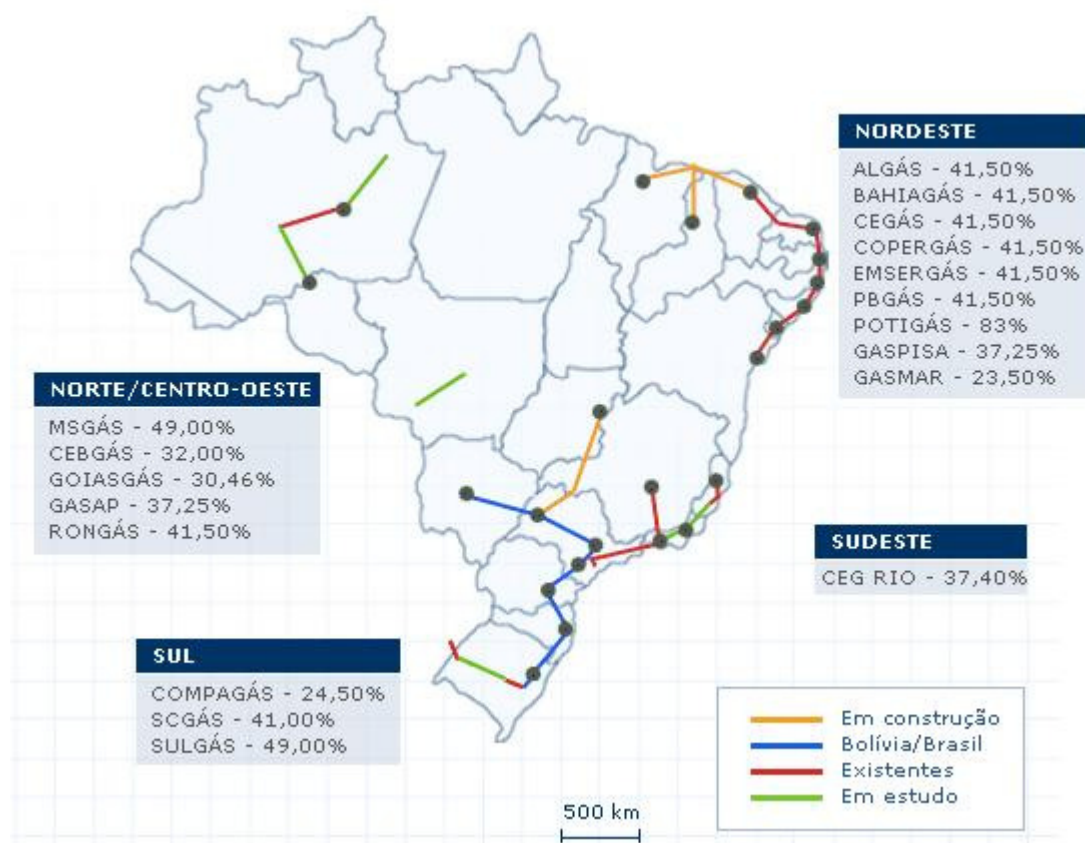 NORDESTE
ALGÁS - 41,50%
BAHIAGÁS - 41,50%
CEGÁS - 41,50%
COPERGÁS - 41,50%
EMSERGÁS - 41,50%
PBGÁS - 41,50%
POTIGÁS - 83%
GASPISA - 37,25%
GASMAR - 23,50%
NORTE/CENTRO-OESTE
MSGÁS - 49,00%
CEBGÁS - 32,00%
GOIASGÁS - 30,46%
GASAP - 37,25%
RONGÁS - 41,50%
SUDESTE
CEG RIO - 37,40%
SUL
COMPAGÁS - 24,50%
SCGÁS - 41,00%
SULGÁS - 49,00%
Em construção
Bolívia/Brasil
Existentes
Em estudo
500 km